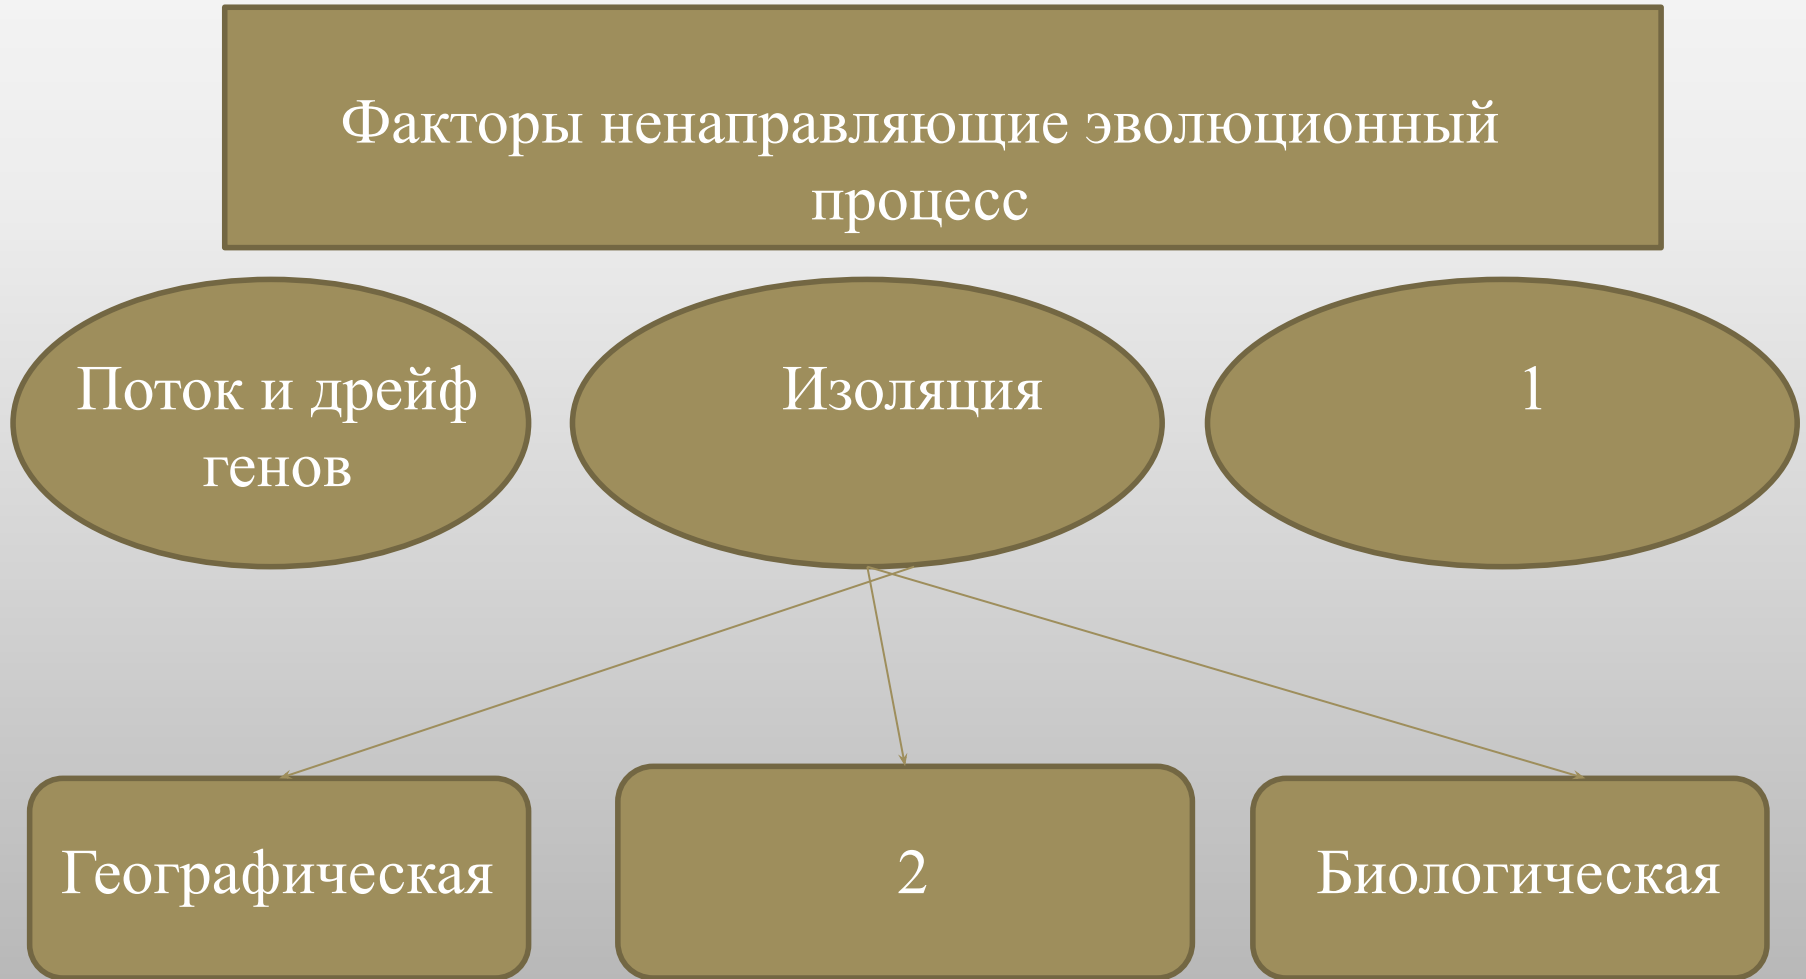 Факторы ненаправляющие эволюционный
процесс
Поток и дрейф
генов
Изоляция
1
Географическая
2
Биологическая